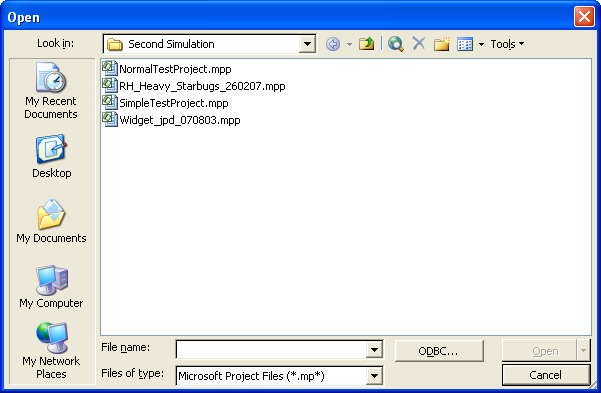 Open
Look in: Second Simulation Tools
My Recent
Documents
Desktop
My Documents
My Computer
My Network
Places
NormalTestProject.mpp
RH_Heavy_Starbugs_260207.mpp
SimpleTestProject.mpp
Widget_jpd_070803.mpp
File name: ODBC... Open
Files of type: Microsoft Project Files (*.mp*) Cancel